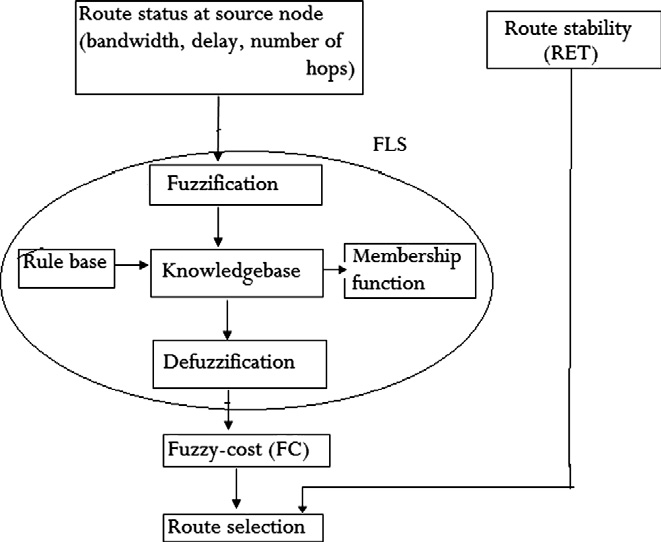 Route status at source node
(bandwidth, delay, number of
hops)
Route stability
(RET)
FLS
Fuzzification
Rule base
Knowledgebase
Membership
function
Defuzzification
Fuzzy-cost (FC)
Route selection